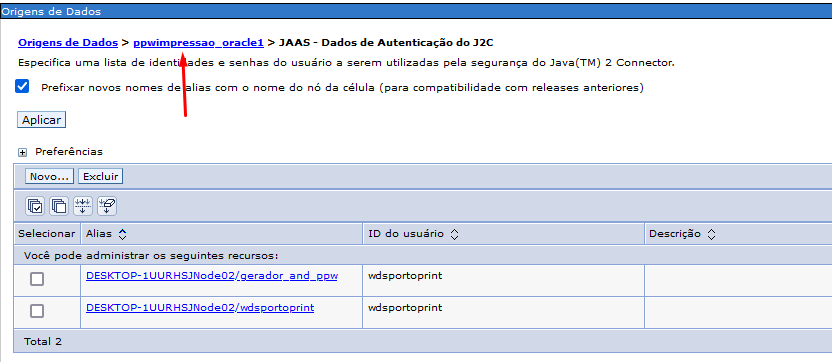 Origens de Dados
Origens de Dados > ppwimpressao_oracle1 > JAAS - Dados de Autenticação do J2C
Especifica uma lista de identidades e senhas do usuário a serem utilizadas pela segurança do Java(TM) 2 Connector.
Prefixar novos nomes de alias com o nome do nó da célula (para compatibilidade com releases anteriores)
Aplicar
Preferências
Novo... Excluir
Selecionar Alias ID do usuário Descrição
Você pode administrar os seguintes recursos:
DESKTOP-1UURHSJNode02/gerador_and_ppw wdsportoprint
DESKTOP-1UURHSJNode02/wdsportoprint wdsportoprint
Total 2